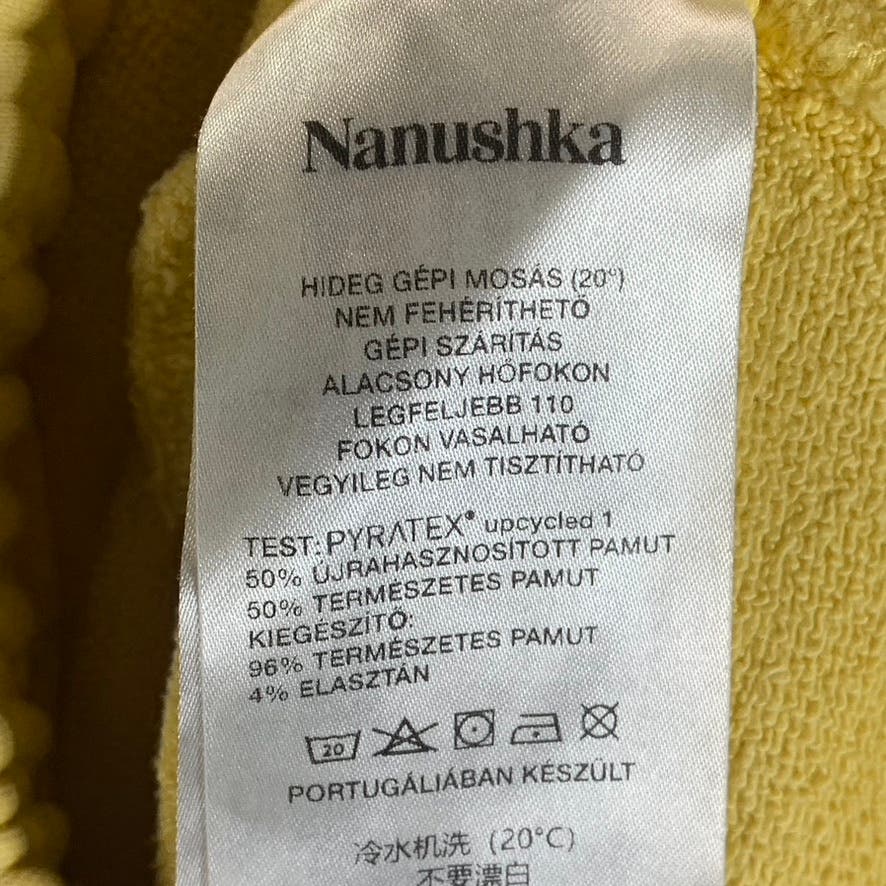 Nanushka
HIDEG GÉPI MOSÁS (20°)
NEM FEHÉRÍTHETŐ
GÉPI SZÁRÍTÁS
ALACSONY HŐFOKON
LEGFELJEBB 110
FOKON VASALHATÓ
VEGYILEG NEM TISZTÍTHATÓ
TEST: PYRATEX® upcycled 1
50% ÚJRAHASZNOSÍTOTT PAMUT
50% TERMÉSZETES PAMUT
KIEGÉSZÍTŐ:
96% TERMÉSZETES PAMUT
4% ELASZTÁN
20
PORTUGÁLIÁBAN KÉSZÜLT
冷水机洗 (20°C)
不要漂白